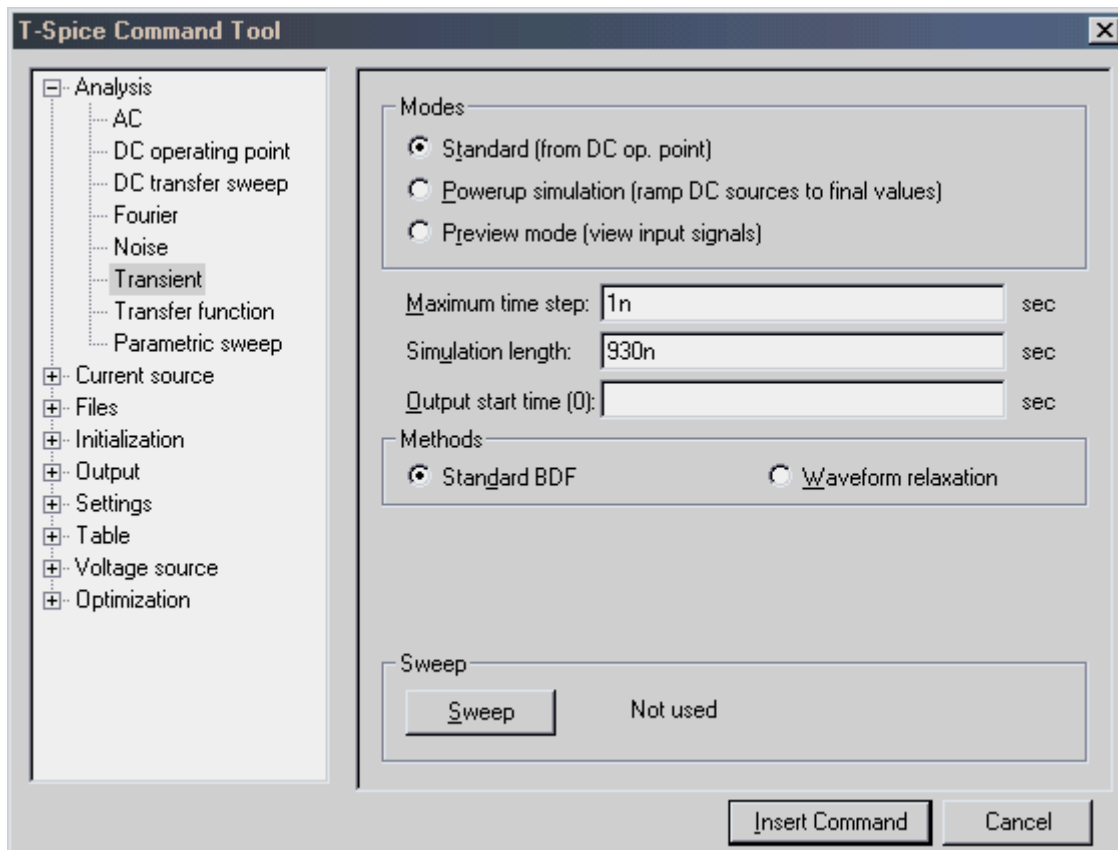 T-Spice Command Tool
Analysis
AC
DC operating point
DC transfer sweep
Fourier
Noise
Transient
Transfer function
Parametric sweep
Current source
Files
Initialization
Output
Settings
Table
Voltage source
Optimization
Modes
Standard (from DC op. point)
Powerup simulation (ramp DC sources to final values)
Preview mode (view input signals)
Maximum time step: 1n sec
Simulation length: 930n sec
Output start time (0): sec
Methods
Standard BDF Waveform relaxation
Sweep
Sweep Not used
Insert Command Cancel